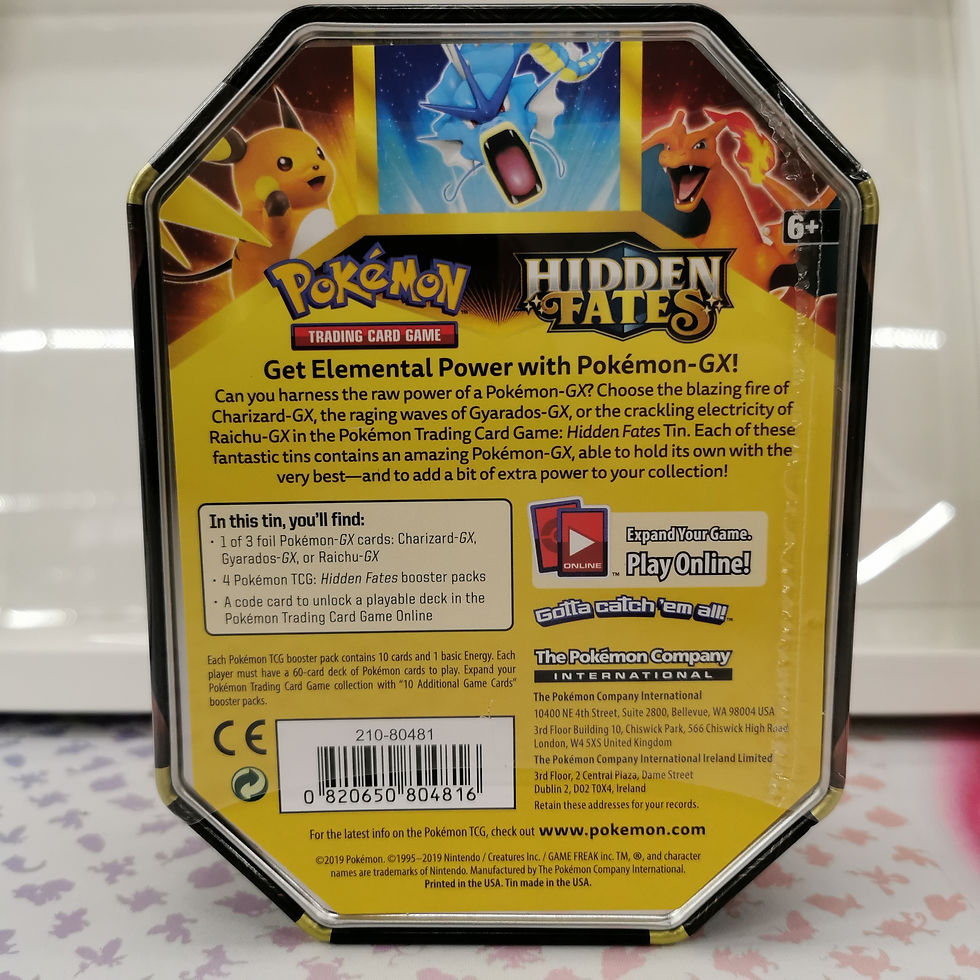 6+
POKéMON
HIDDEN
FATES
TRADING CARD GAME
Get Elemental Power with Pokémon-GX!
Can you harness the raw power of a Pokémon-GX? Choose the blazing fire of
Charizard-GX, the raging waves of Gyarados-GX, or the crackling electricity of
Raichu-GX in the Pokémon Trading Card Game: Hidden Fates Tin. Each of these
fantastic tins contains an amazing Pokémon-GX, able to hold its own with the
very best—and to add a bit of extra power to your collection!
In this tin, you'll find:
· 1 of 3 foil Pokémon-GX cards: Charizard-GX,
Gyarados-GX, or Raichu-GX
· 4 Pokémon TCG: Hidden Fates booster packs
· A code card to unlock a playable deck in the
Pokémon Trading Card Game Online
ONLINE
™
Expand Your Game.
Play Online!
Gotta catch 'em all!™
The Pokémon Company
INTERNATIONAL
Each Pokémon TCG booster pack contains 10 cards and 1 basic Energy. Each
player must have a 60-card deck of Pokémon cards to play. Expand your
Pokémon Trading Card Game collection with "10 Additional Game Cards"
booster packs.
CE
210-80481
0 820650 804816
The Pokémon Company International
10400 NE 4th Street, Suite 2800, Bellevue, WA 98004 USA
3rd Floor Building 10, Chiswick Park, 566 Chiswick High Road
London, W4 5XS United Kingdom
The Pokémon Company International Ireland Limited
3rd Floor, 2 Central Plaza, Dame Street
Dublin 2, D02 T0X4, Ireland
Retain these addresses for your records.
For the latest info on the Pokémon TCG, check out www.pokemon.com
©2019 Pokémon. ©1995–2019 Nintendo / Creatures Inc. / GAME FREAK inc. TM, ®, and character
names are trademarks of Nintendo. Manufactured by The Pokémon Company International.
Printed in the USA. Tin made in the USA.